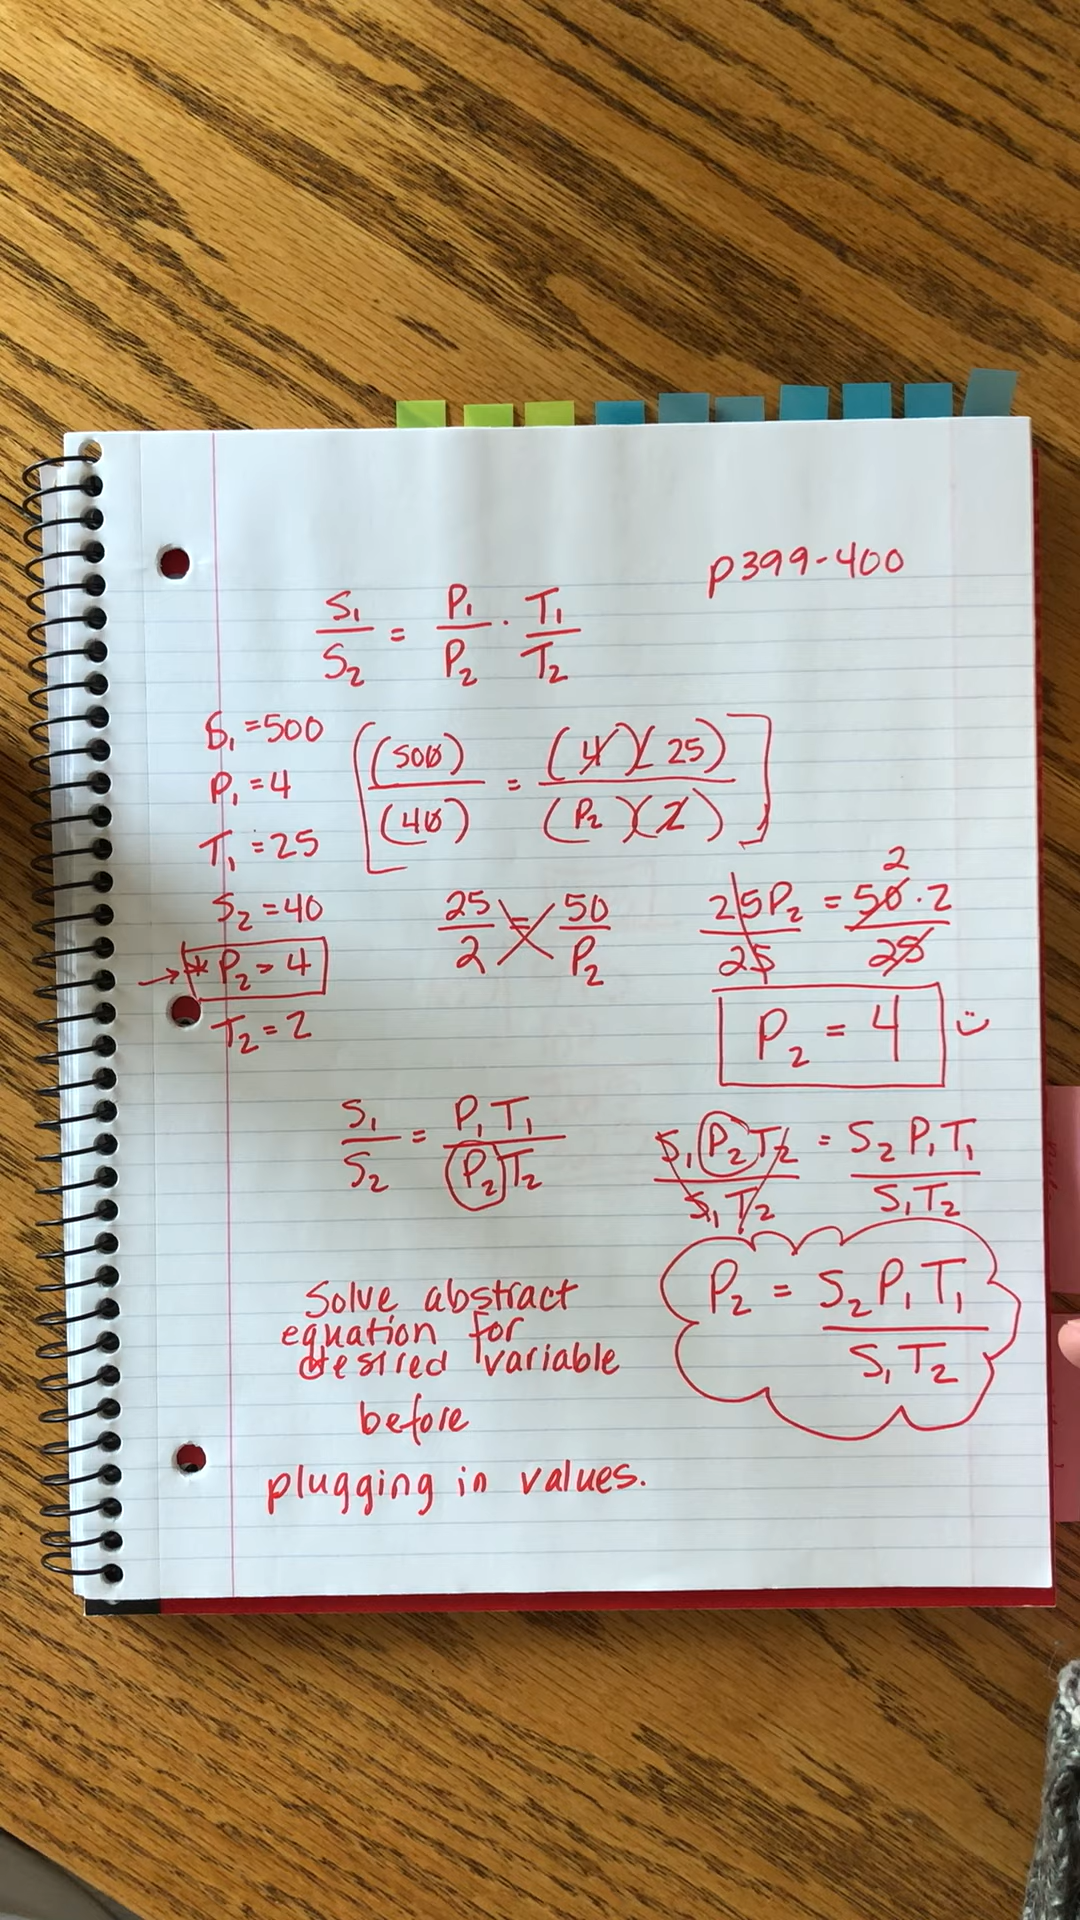 p399-400
S₁/S₂ = P₁/P₂ · T₁/T₂
S₁ = 500
P₁ = 4
T₁ = 25
S₂ = 40
→ * P₂ = 4
T₂ = 2
[(500)/(40) = (4)(25)/(P₂)(2)]
25/2 = 50/P₂
25P₂/25 = 50·2/25
2
P₂ = 4 :)
S₁/S₂ = P₁T₁/P₂T₂
S₁P₂T₂/S₁T₂ = S₂P₁T₁/S₁T₂
P₂ = S₂P₁T₁/S₁T₂
Solve abstract
equation for
desired variable
before
plugging in values.